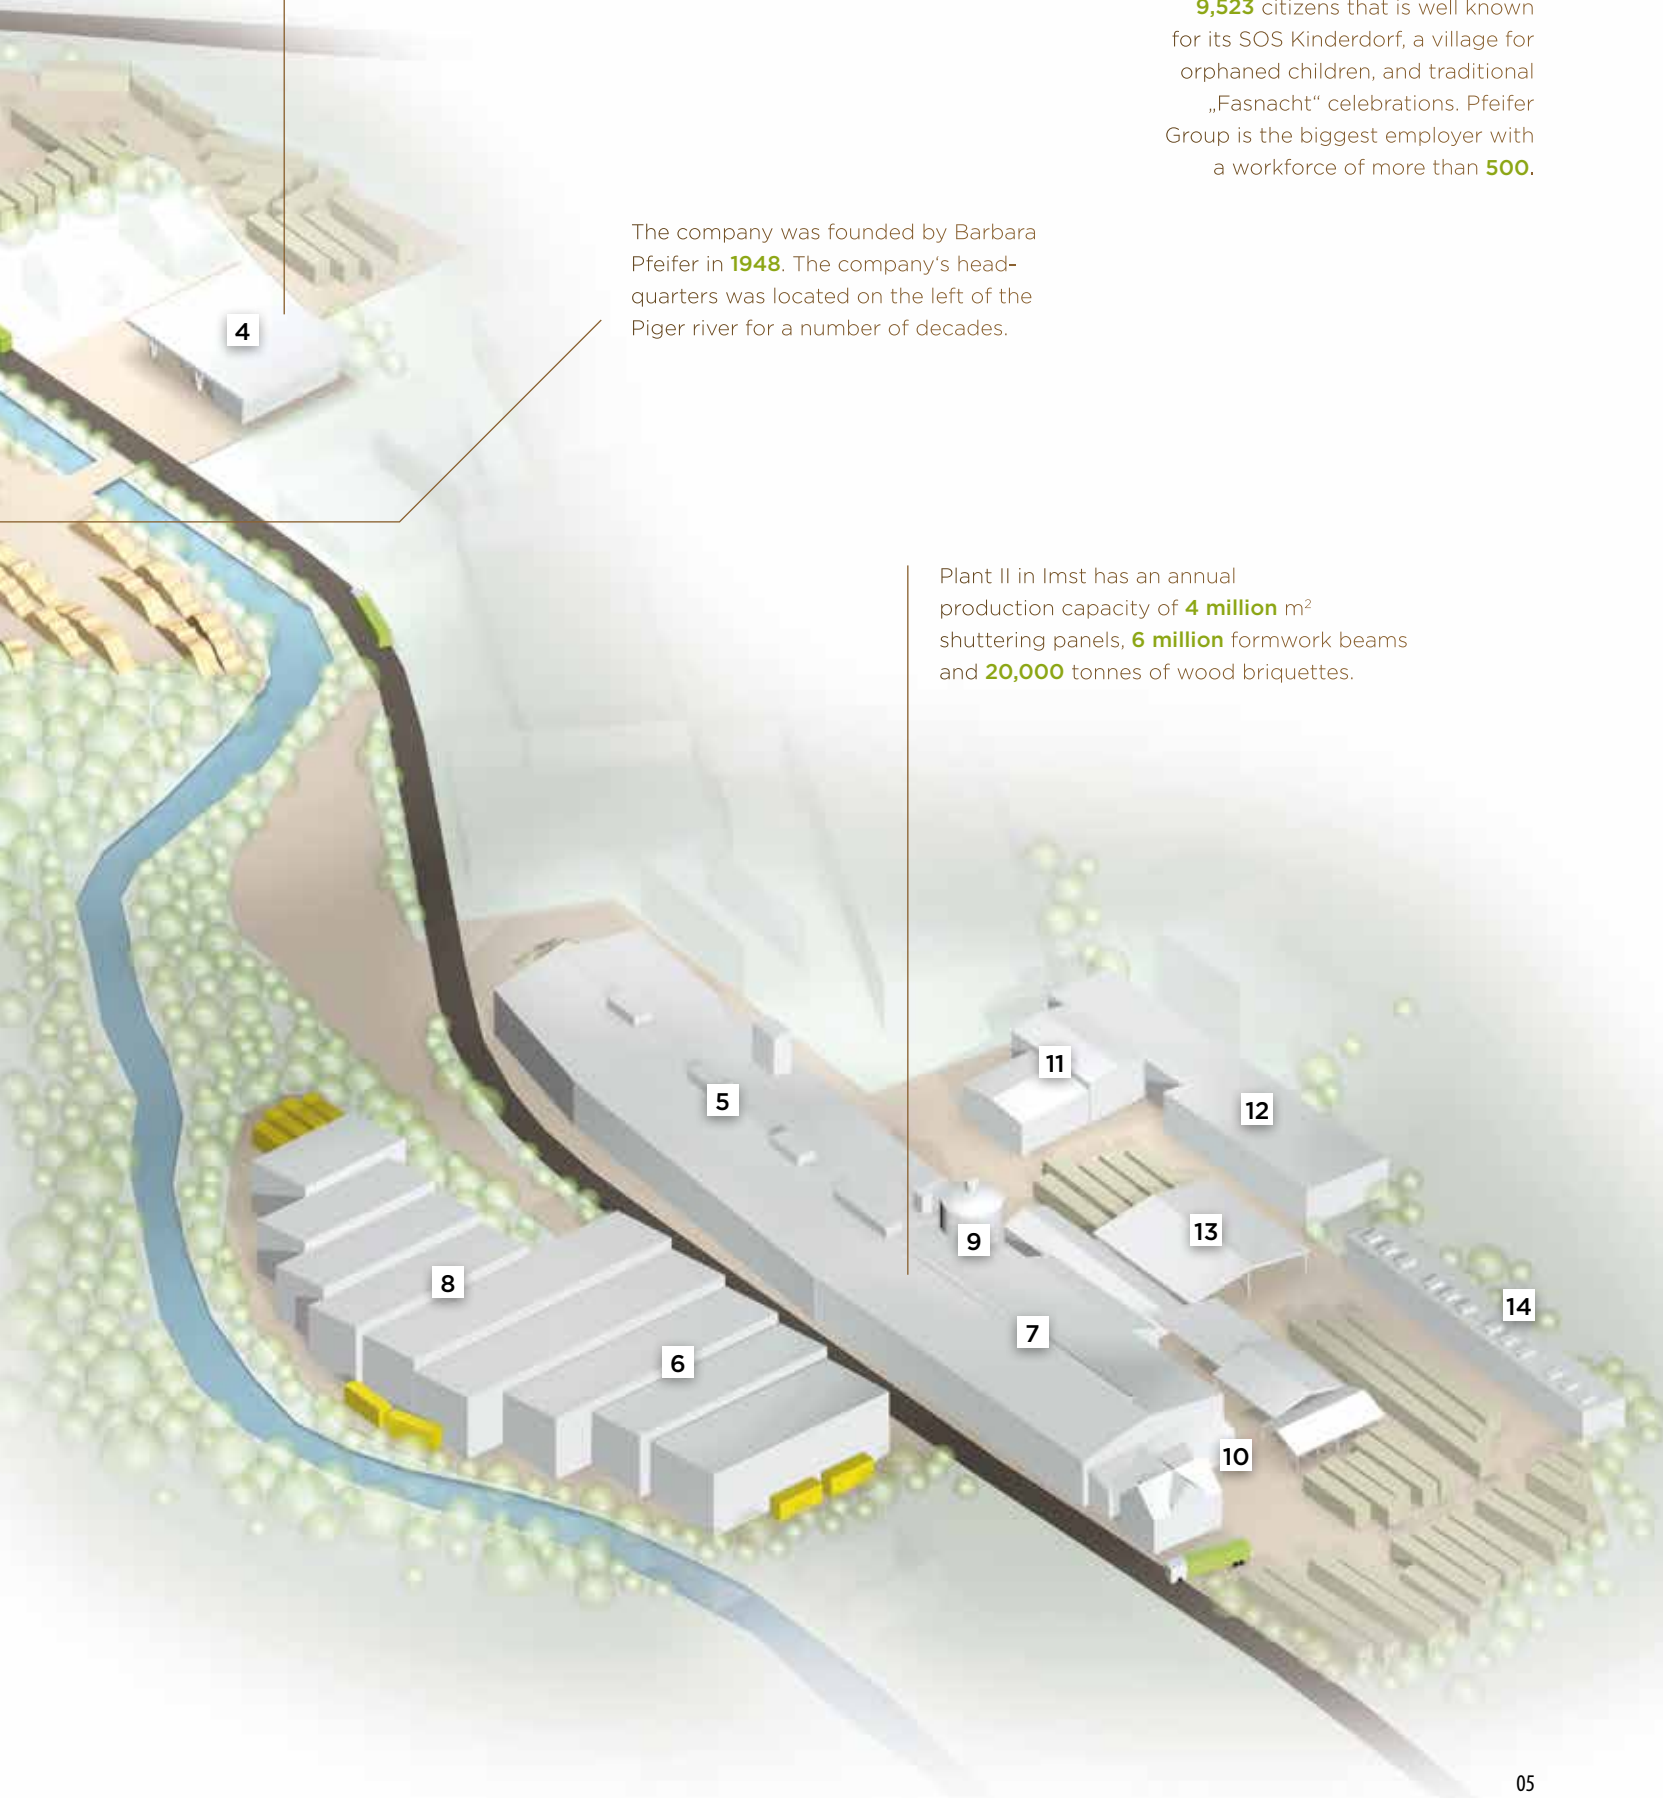 9,523 citizens that is well known
for its SOS Kinderdorf, a village for
orphaned children, and traditional
„Fasnacht“ celebrations. Pfeifer
Group is the biggest employer with
a workforce of more than 500.
The company was founded by Barbara
Pfeifer in 1948. The company‘s head-
quarters was located on the left of the
Piger river for a number of decades.
4
Plant II in Imst has an annual
production capacity of 4 million m²
shuttering panels, 6 million formwork beams
and 20,000 tonnes of wood briquettes.
11
5
12
13
9
8
14
7
6
10
05